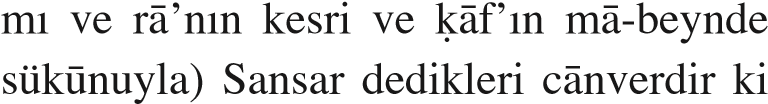 mı ve rā’nın kesri ve ḳāf’ın mā-beynde
sükūnuyla) Sansar dedikleri cānverdir ki